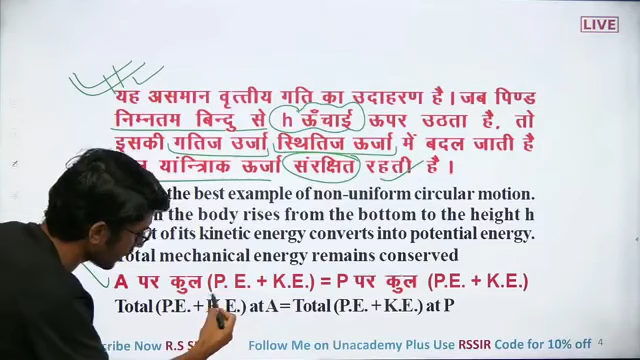 LIVE
यह असमान वृत्तीय गति का उदाहरण है। जब पिण्ड
निम्नतम बिन्दु से h ऊँचाई ऊपर उठता है, तो
इसकी गतिज उर्जा स्थितिज ऊर्जा में बदल जाती है
यांन्त्रिक ऊर्जा संरक्षित रहती है।
the best example of non-uniform circular motion.
the body rises from the bottom to the height h
of its kinetic energy converts into potential energy.
total mechanical energy remains conserved
A पर कुल (P. E. + K.E.) = P पर कुल (P.E. + K.E.)
Total (P.E. + K.E.) at A = Total (P.E. + K.E.) at P
Now R.S Follow Me on Unacademy Plus Use RSSIR Code for 10% off 4